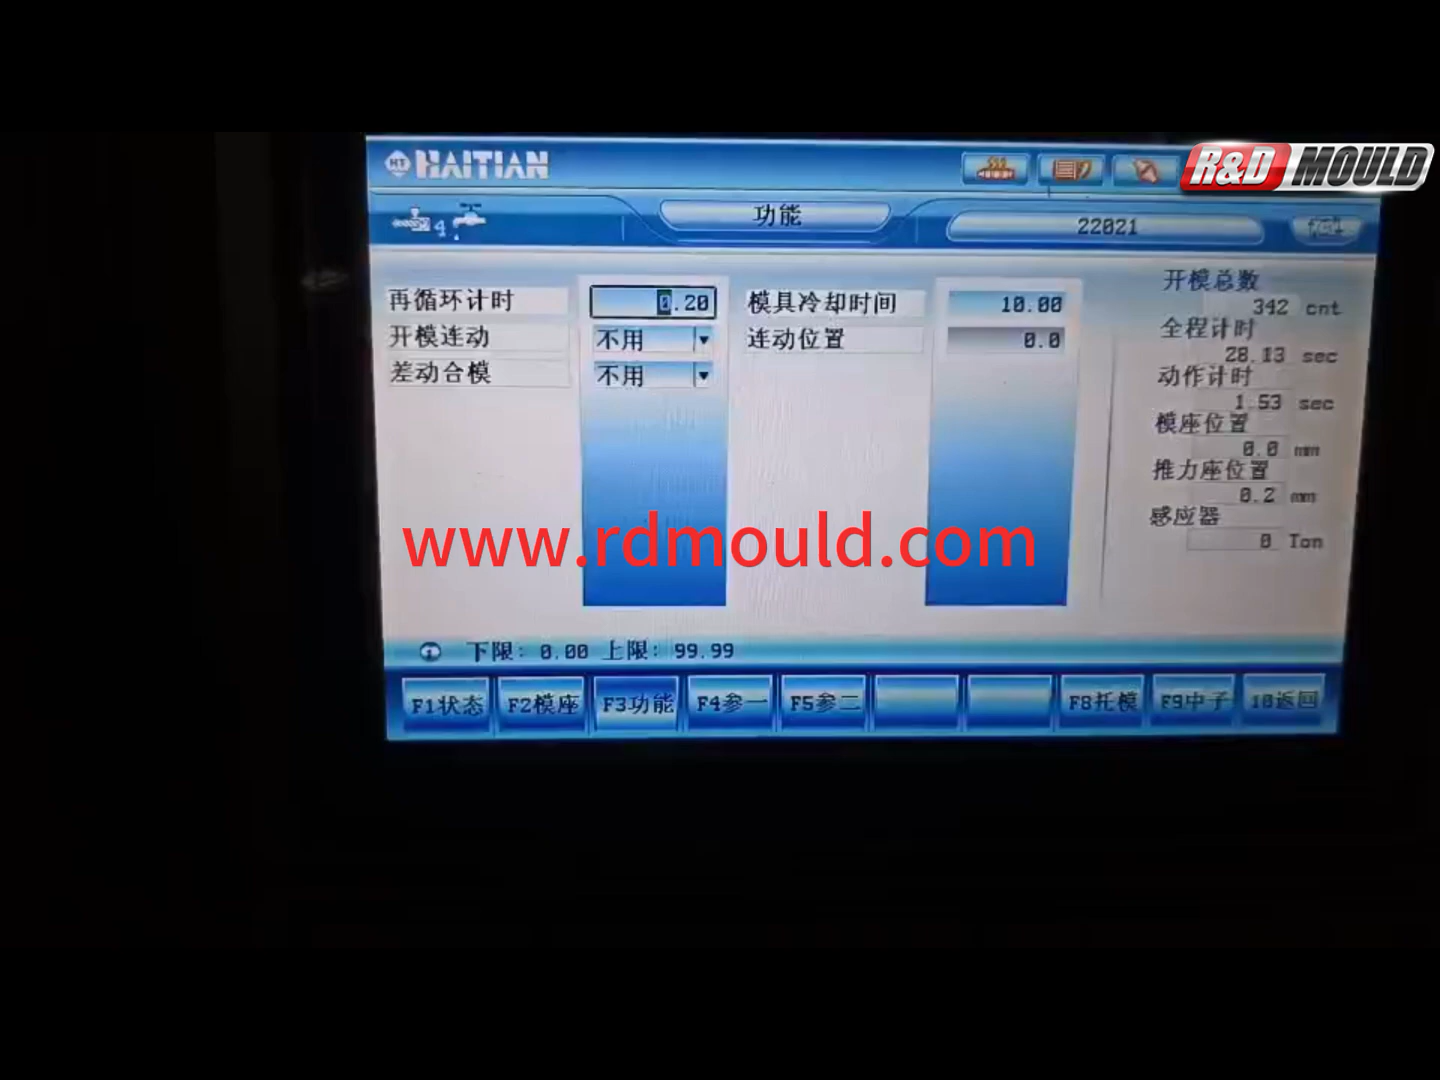 R&D MOULD
HT HAITIAN
功能
22021
4
再循环计时 0.20 模具冷却时间 10.00
开模连动 不用 连动位置 0.0
差动合模 不用
开模总数
342 cnt
全程计时
28.13 sec
动作计时
1.53 sec
模座位置
0.0 mm
推力座位置
0.2 mm
感应器
0 Ton
www.rdmould.com
下限: 0.00 上限: 99.99
F1状态 F2模座 F3功能 F4参一 F5参二 F8托模 F9中子 10返回